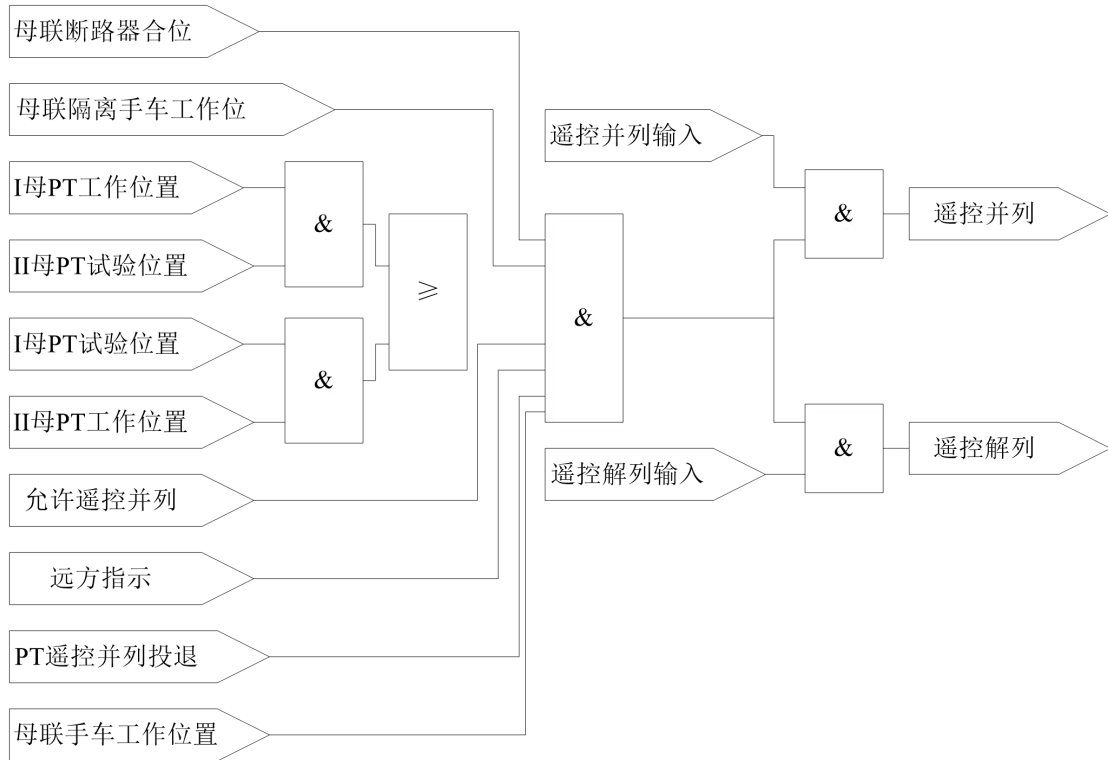 母联断路器合位
母联隔离手车工作位
I母PT工作位置
II母PT试验位置
I母PT试验位置
II母PT工作位置
允许遥控并列
远方指示
PT遥控并列投退
母联手车工作位置
&
&
≥
&
遥控并列输入
遥控解列输入
&
&
遥控并列
遥控解列